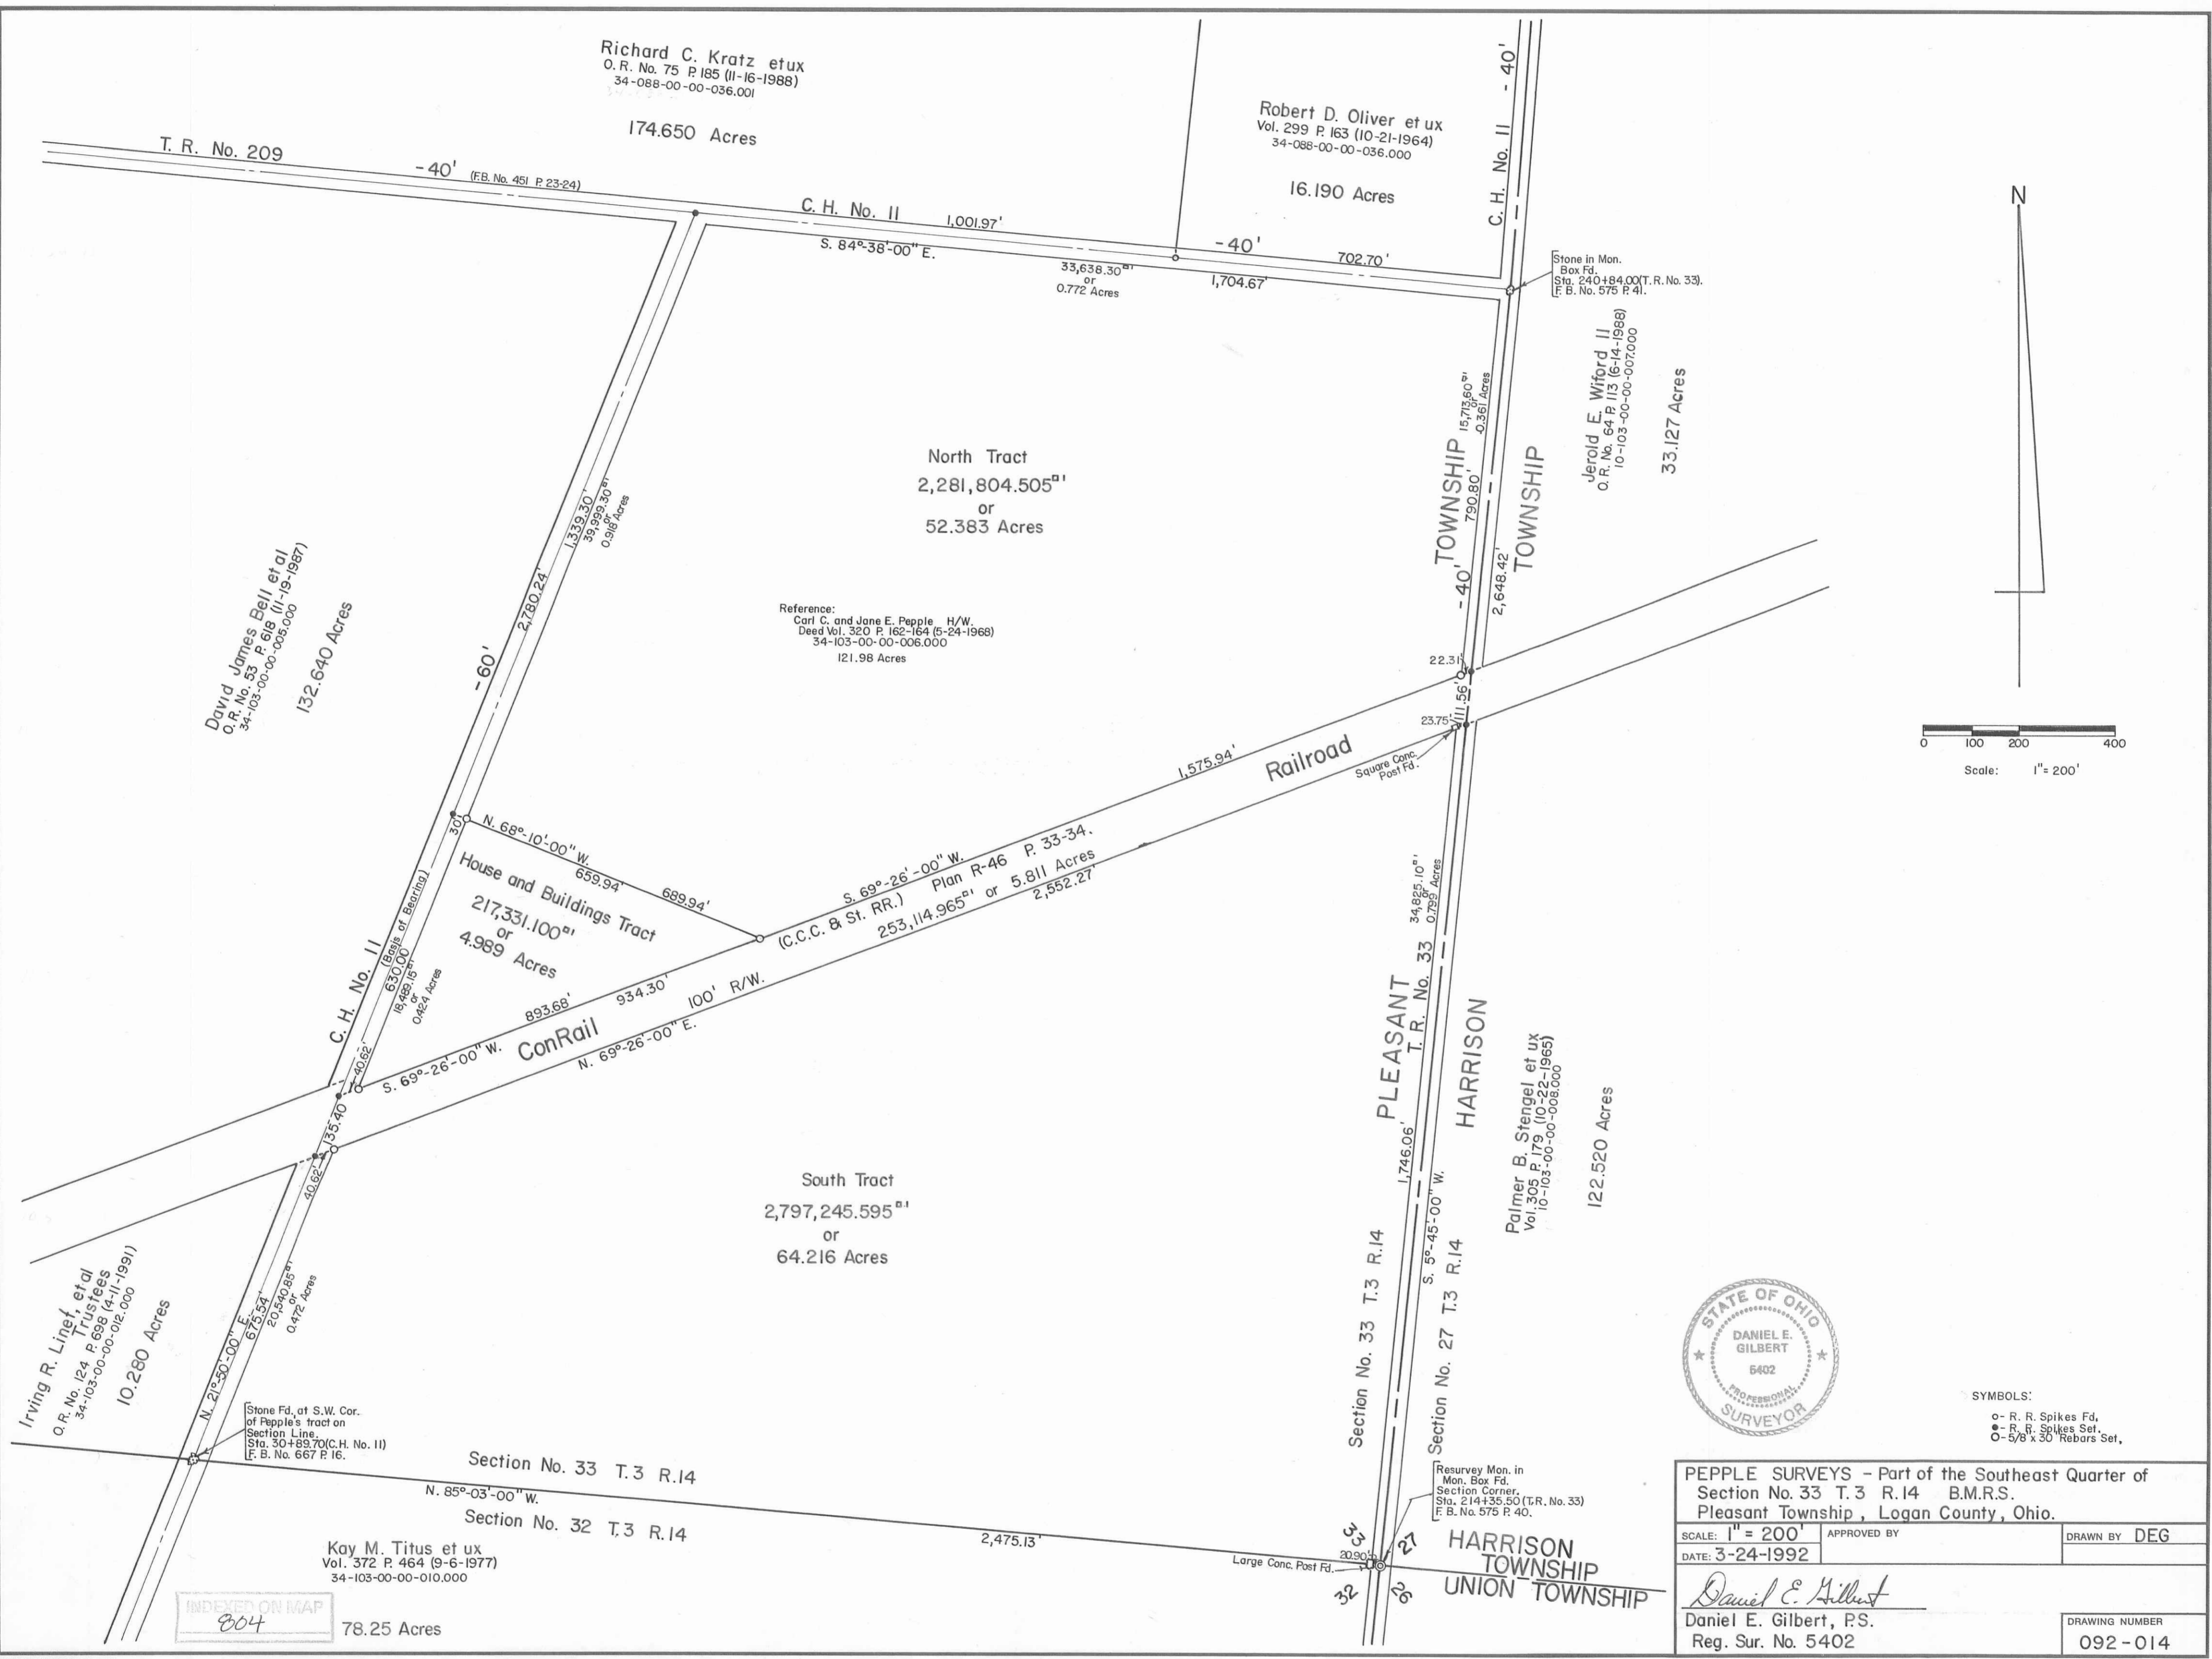 Richard C. Kratz etux
O. R. No. 75 P. 185 (11-16-1988)
34-088-00-00-036.001
174.650 Acres
Robert D. Oliver et ux
Vol. 299 P. 163 (10-21-1964)
34-088-00-00-036.000
16.190 Acres
C. H. No. 11 - 40'
T. R. No. 209
-40' (F.B. No. 451 P. 23-24)
C. H. No. 11 1,001.97'
S. 84°-38'-00" E.
-40' 702.70'
33,638.30□'
or
0.772 Acres
1,704.67'
Stone in Mon.
Box Fd.
Sta. 240+84.00(T.R. No. 33).
F. B. No. 575 P. 41.
N
Jerold E. Wiford II
O. R. No. 64 P. 113 (6-14-1988)
10-103-00-00-007.000
33.127 Acres
15,713.60□'
or
0.361 Acres
TOWNSHIP
790.80'
- 40'
2,648.42'
TOWNSHIP
North Tract
2,281,804.505□'
or
52.383 Acres
Reference:
Carl C. and Jane E. Pepple H/W.
Deed Vol. 320 P. 162-164 (5-24-1968)
34-103-00-00-006.000
121.98 Acres
1,339.30'
39,999.30□'
or
0.918 Acres
2,780.24'
- 60'
David James Bell et al
O. R. No. 53 P. 618 (11-19-1987)
34-103-00-00-005.000
132.640 Acres
22.31'
111.56'
23.75'
Square Conc.
Post Fd.
1,575.94'
Railroad
0 100 200 400
Scale: 1"= 200'
30'
N. 68°-10'-00" W.
659.94'
689.94'
House and Buildings Tract
217,331.100□'
or
4.989 Acres
S. 69°-26'-00" W.
(C.C.C. & St. RR.) Plan R-46 P. 33-34.
253,114.965□' or 5.811 Acres
2,552.27'
C. H. No. 11
(Basis of Bearing)
630.00'
18,489.15□'
or
0.424 Acres
40.62'
893.68'
934.30'
S. 69°-26'-00" W.
ConRail
100' R/W.
N. 69°-26'-00" E.
135.40'
40.62'
34,825.10□'
or
0.799 Acres
PLEASANT
T. R. No. 33
HARRISON
1,746.06'
S. 5°-45'-00" W.
Section No. 33 T.3 R.14
Section No. 27 T.3 R.14
Palmer B. Stengel et ux
Vol. 305 P. 179 (10-22-1965)
10-103-00-00-008.000
122.520 Acres
South Tract
2,797,245.595□'
or
64.216 Acres
Irving R. Linet, et al
Trustees
O. R. No. 124 P. 698 (4-11-1991)
34-103-00-00-012.000
10.280 Acres
N. 21°-50'-00" E.
675.54'
20,540.85□'
or
0.472 Acres
Stone Fd. at S.W. Cor.
of Pepple's tract on
Section Line.
Sta. 30+89.70(C.H. No. 11)
F. B. No. 667 P. 16.
Section No. 33 T.3 R.14
N. 85°-03'-00" W.
Section No. 32 T.3 R.14
2,475.13'
Kay M. Titus et ux
Vol. 372 P. 464 (9-6-1977)
34-103-00-00-010.000
78.25 Acres
INDEXED ON MAP
804
Resurvey Mon. in
Mon. Box Fd.
Section Corner.
Sta. 214+35.50 (T.R. No. 33)
F. B. No. 575 P. 40.
Large Conc. Post Fd.
20.90'
33
27
32
26
HARRISON
TOWNSHIP
UNION TOWNSHIP
STATE OF OHIO
DANIEL E.
GILBERT
5402
PROFESSIONAL
SURVEYOR
SYMBOLS:
o- R. R. Spikes Fd,
●- R. R. Spikes Set.
O-5/8"x 30" Rebars Set,
PEPPLE SURVEYS - Part of the Southeast Quarter of
Section No. 33 T. 3 R. 14 B.M.R.S.
Pleasant Township, Logan County, Ohio.
SCALE: 1" = 200'
APPROVED BY
DRAWN BY DEG
DATE: 3-24-1992
Daniel E. Gilbert
Daniel E. Gilbert, P.S.
Reg. Sur. No. 5402
DRAWING NUMBER
092-014